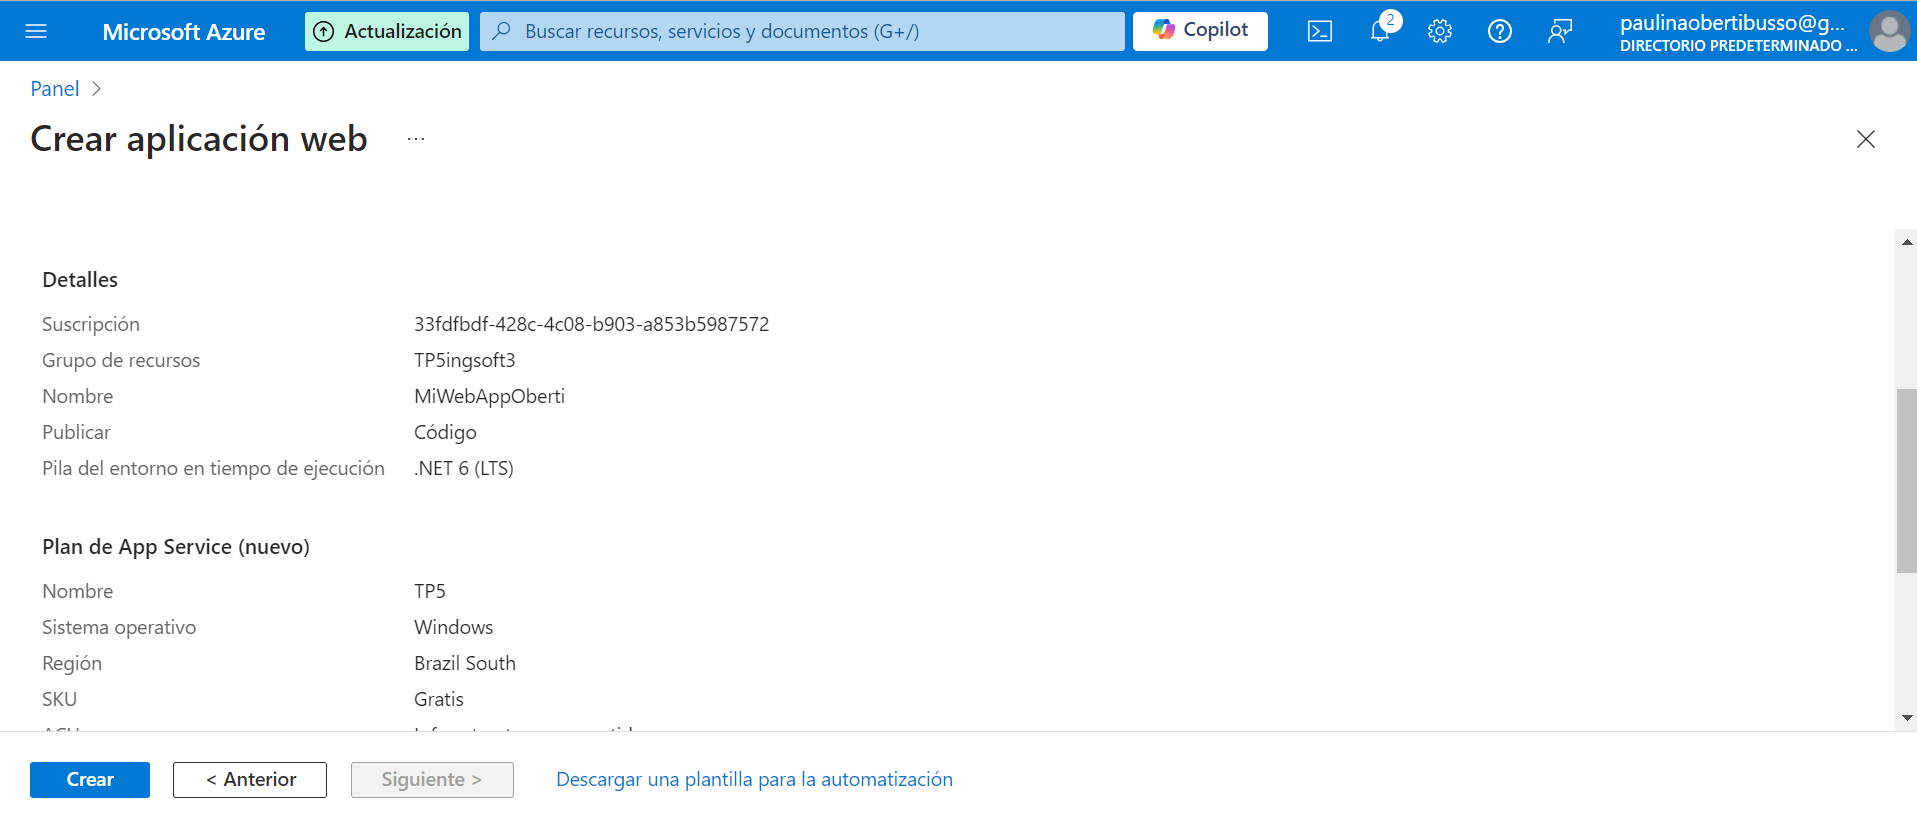 Microsoft Azure
Actualización
Buscar recursos, servicios y documentos (G+/)
Copilot
2
paulinaobertibusso@g...
DIRECTORIO PREDETERMINADO ...
Panel >
Crear aplicación web ...
Detalles
Suscripción 33fdfbdf-428c-4c08-b903-a853b5987572
Grupo de recursos TP5ingsoft3
Nombre MiWebAppOberti
Publicar Código
Pila del entorno en tiempo de ejecución .NET 6 (LTS)
Plan de App Service (nuevo)
Nombre TP5
Sistema operativo Windows
Región Brazil South
SKU Gratis
Crear
< Anterior
Siguiente >
Descargar una plantilla para la automatización